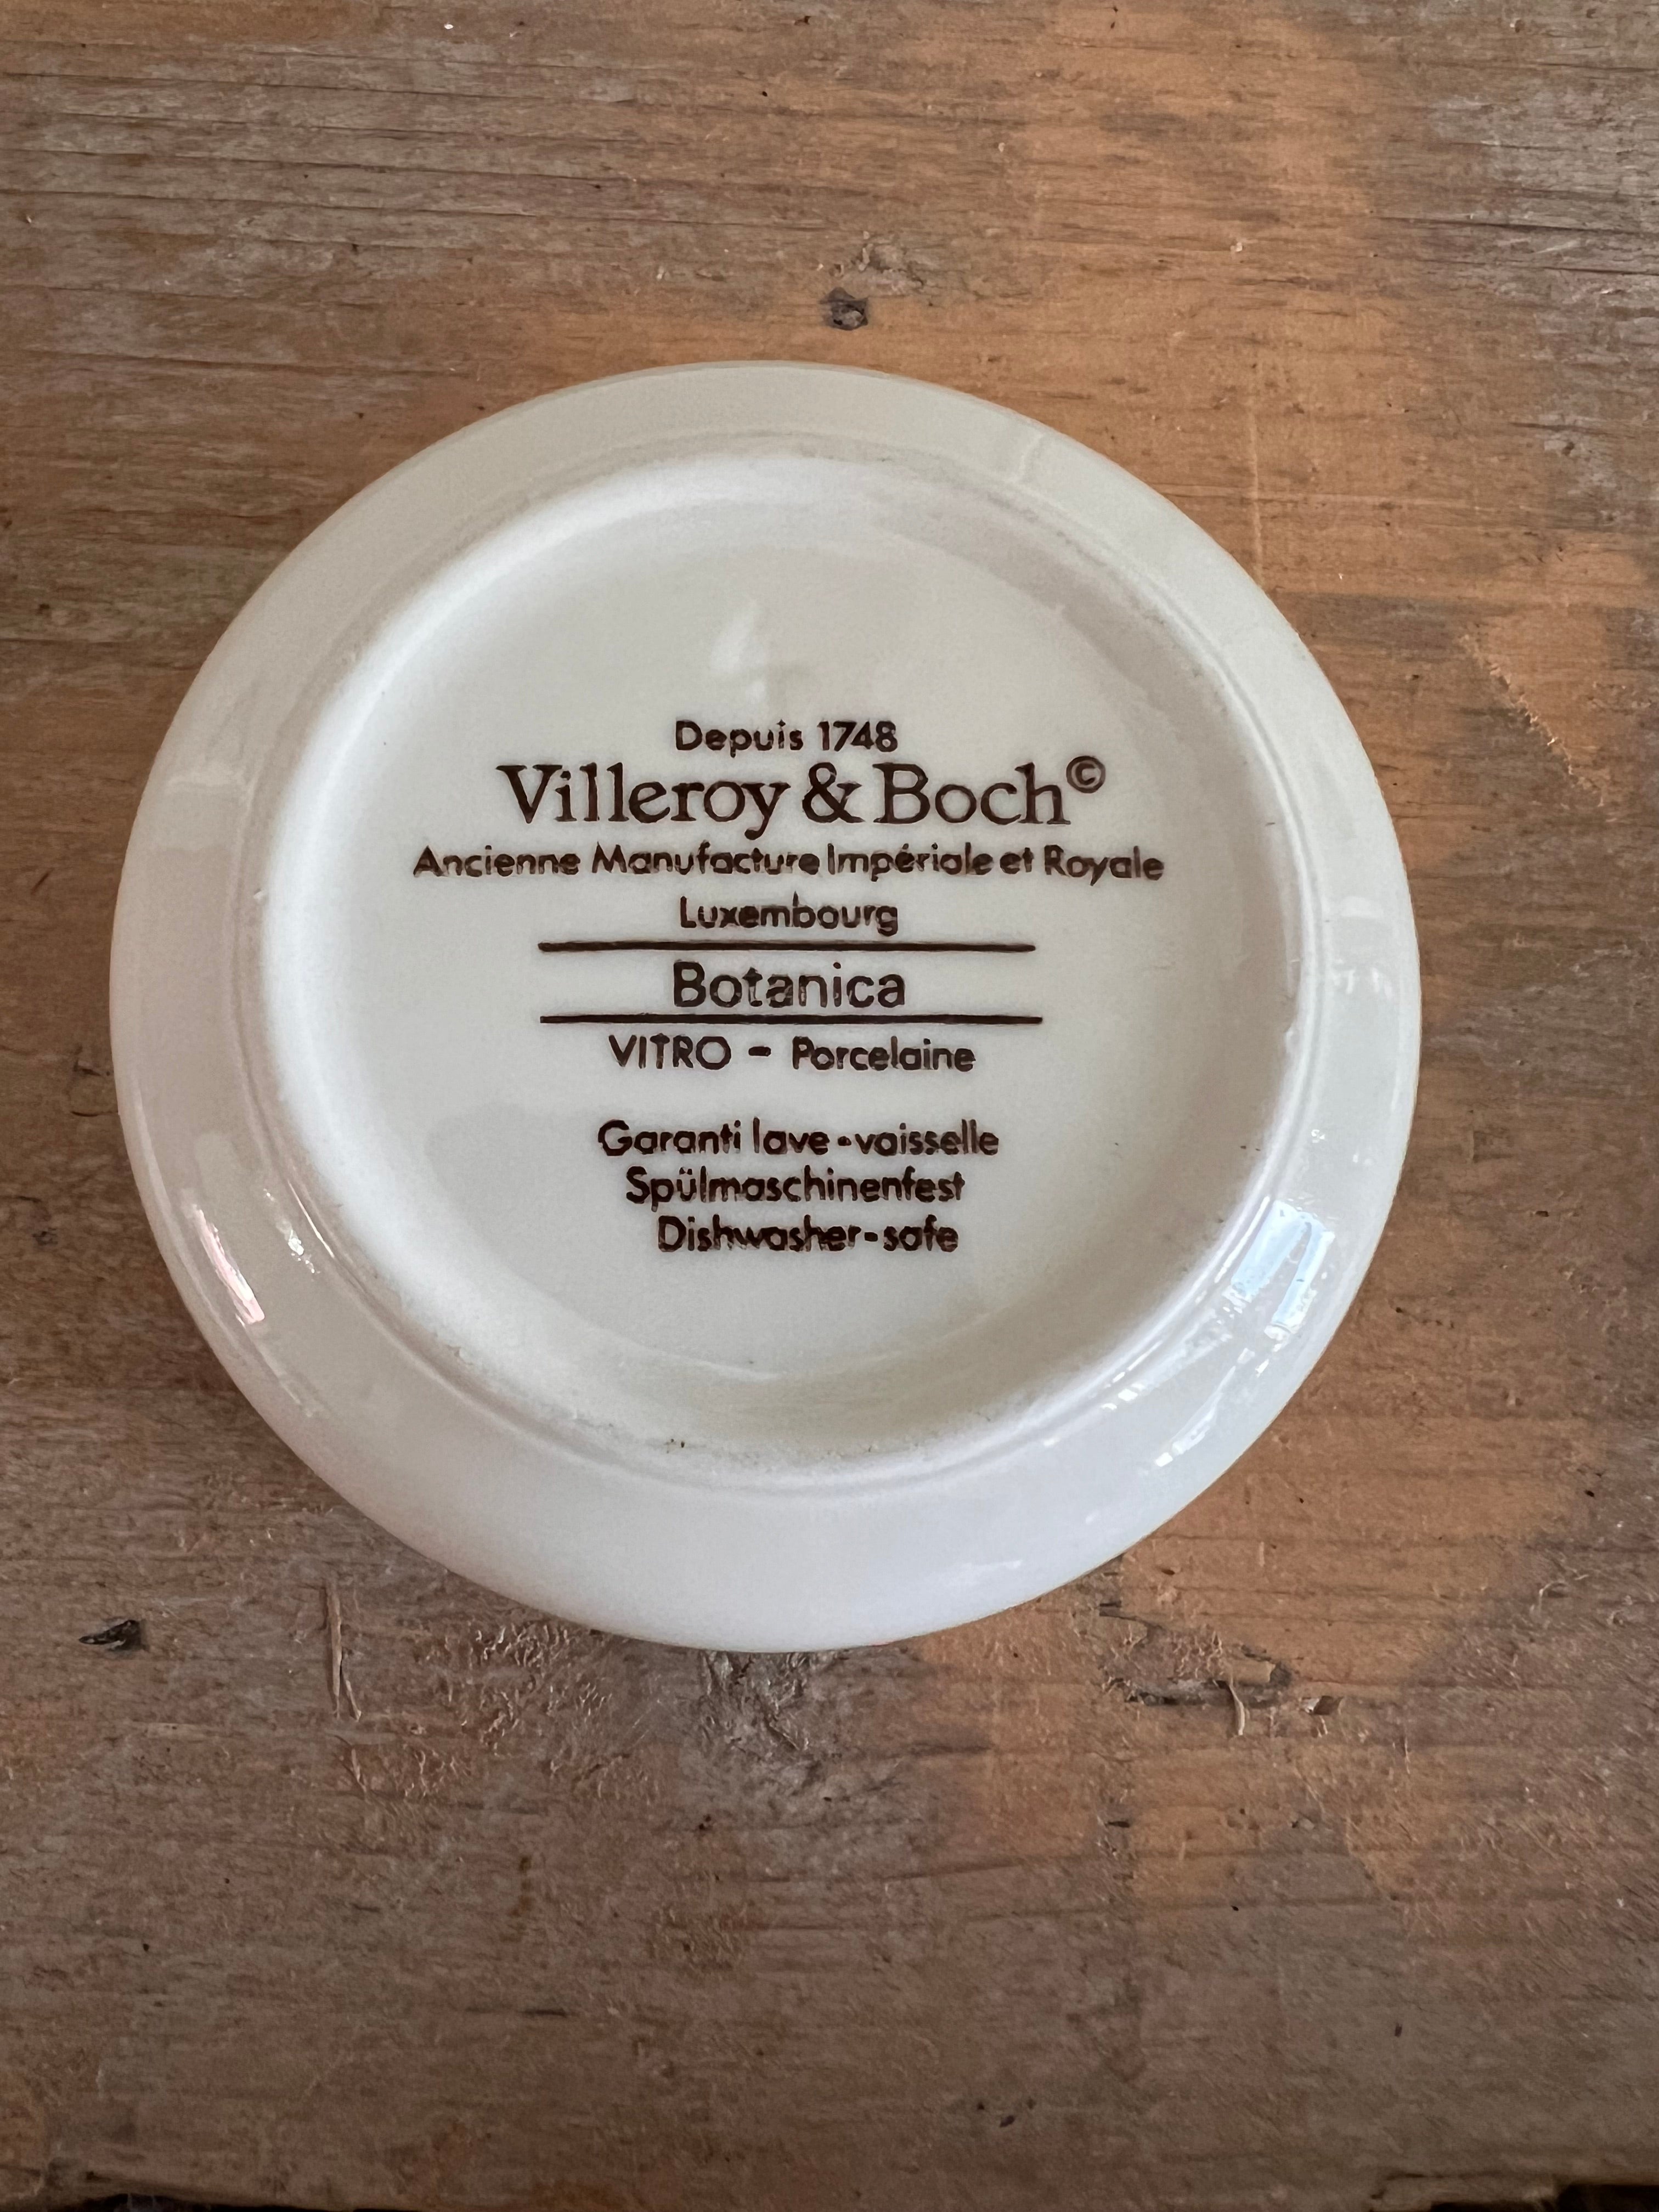 Depuis 1748
Villeroy & Boch©
Ancienne Manufacture Impériale et Royale
Luxembourg
Botanica
VITRO - Porcelaine
Garanti lave-vaisselle
Spülmaschinenfest
Dishwasher-safe